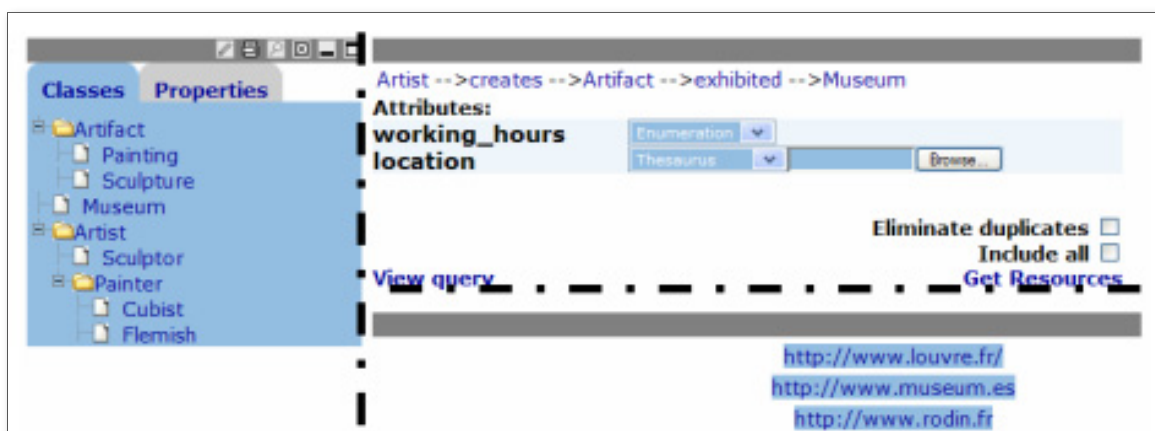 Classes Properties
Artifact
Painting
Sculpture
Museum
Artist
Sculptor
Painter
Cubist
Flemish
Artist -->creates -->Artifact -->exhibited -->Museum
Attributes:
working_hours Enumeration
location Thesaurus Browse...
Eliminate duplicates
Include all
View query Get Resources
http://www.louvre.fr/
http://www.museum.es
http://www.rodin.fr